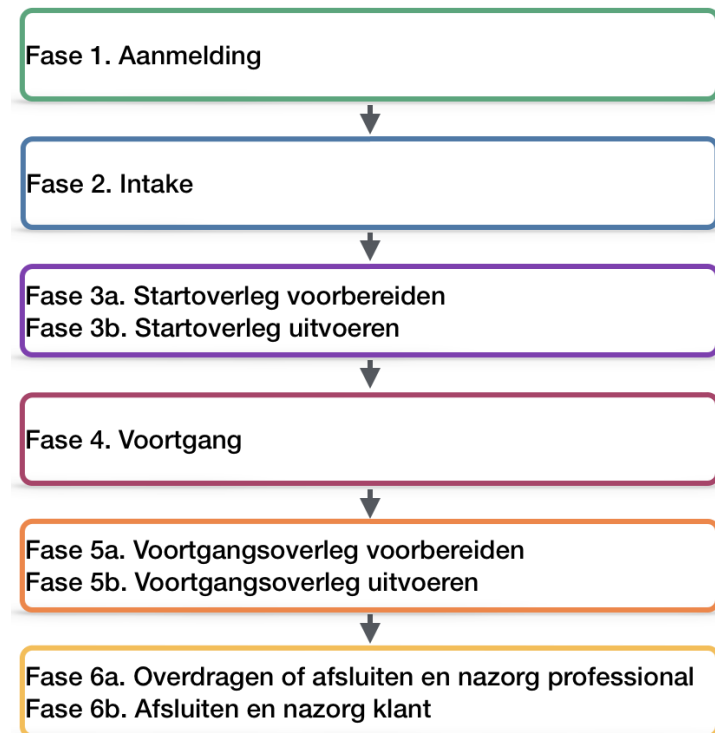 Fase 1. Aanmelding
Fase 2. Intake
Fase 3a. Startoverleg voorbereiden
Fase 3b. Startoverleg uitvoeren
Fase 4. Voortgang
Fase 5a. Voortgangsoverleg voorbereiden
Fase 5b. Voortgangsoverleg uitvoeren
Fase 6a. Overdragen of afsluiten en nazorg professional
Fase 6b. Afsluiten en nazorg klant